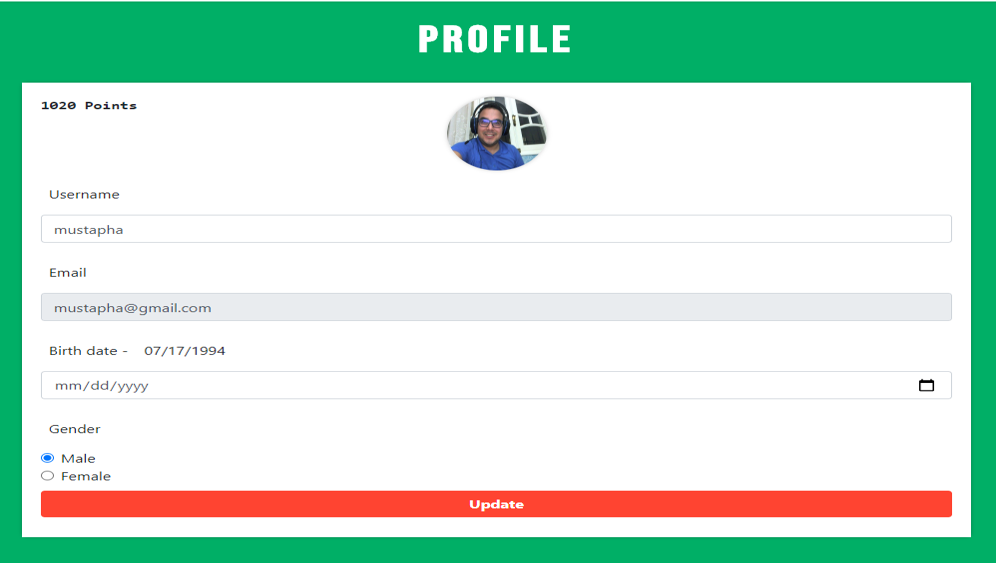 PROFILE
1020 Points
Username
mustapha
Email
mustapha@gmail.com
Birth date - 07/17/1994
mm/dd/yyyy
Gender
Male
Female
Update